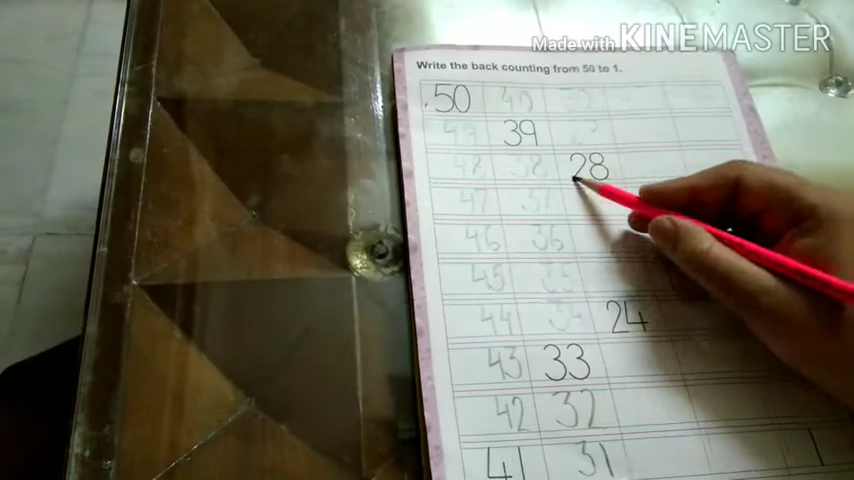 Made with KINEMASTER
Write the back counting from 50 to 1.
50 40
49 39
48 38 28
47 37
46 36
45
44 34 24
43 33
42 32
41 31 1